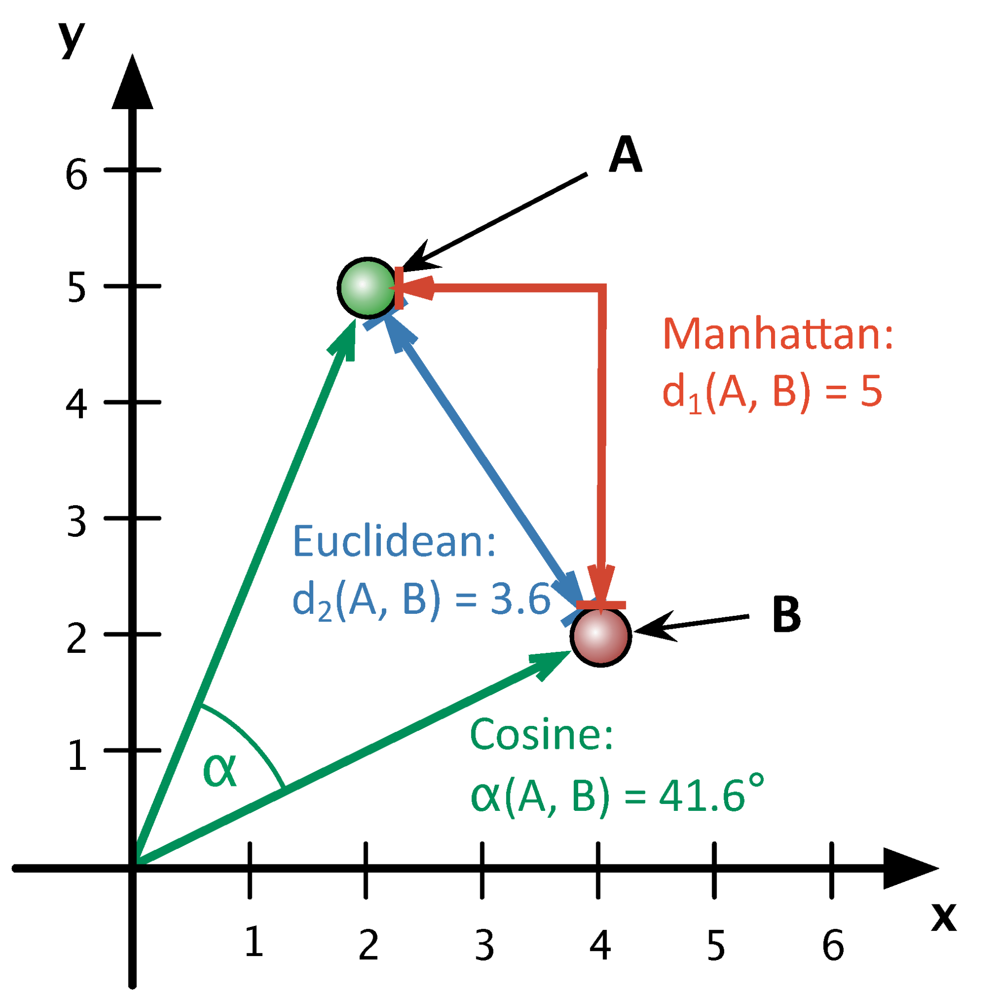 y
A
6
5
4
3
2
1
Manhattan:
d₁(A, B) = 5
Euclidean:
d₂(A, B) = 3.6
B
Cosine:
α(A, B) = 41.6°
α
x
1 2 3 4 5 6